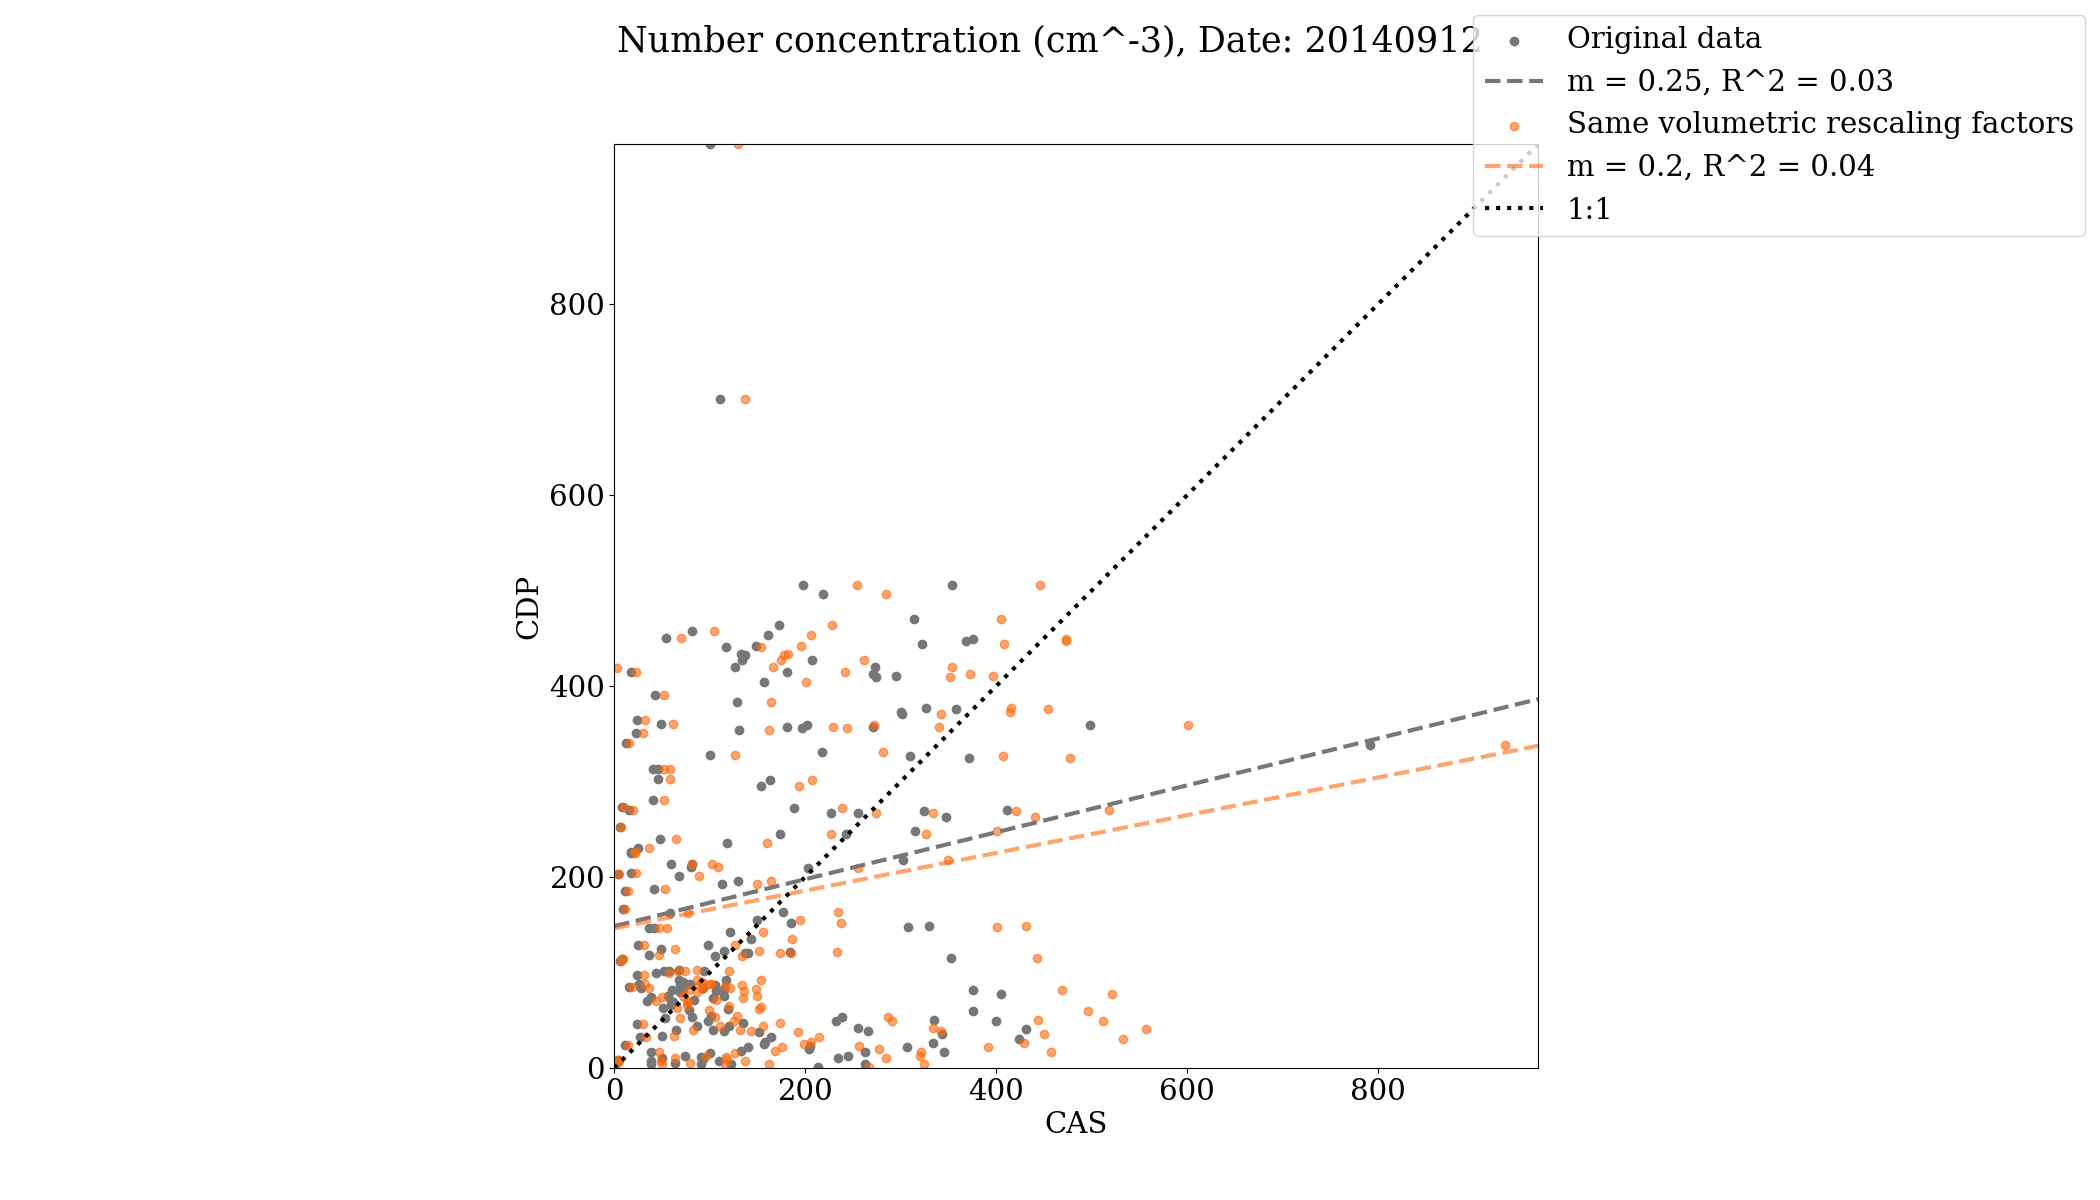 Number concentration (cm^-3), Date: 20140912
Original data
m = 0.25, R^2 = 0.03
Same volumetric rescaling factors
m = 0.2, R^2 = 0.04
1:1
800
600
400
200
0
CDP
0 200 400 600 800
CAS